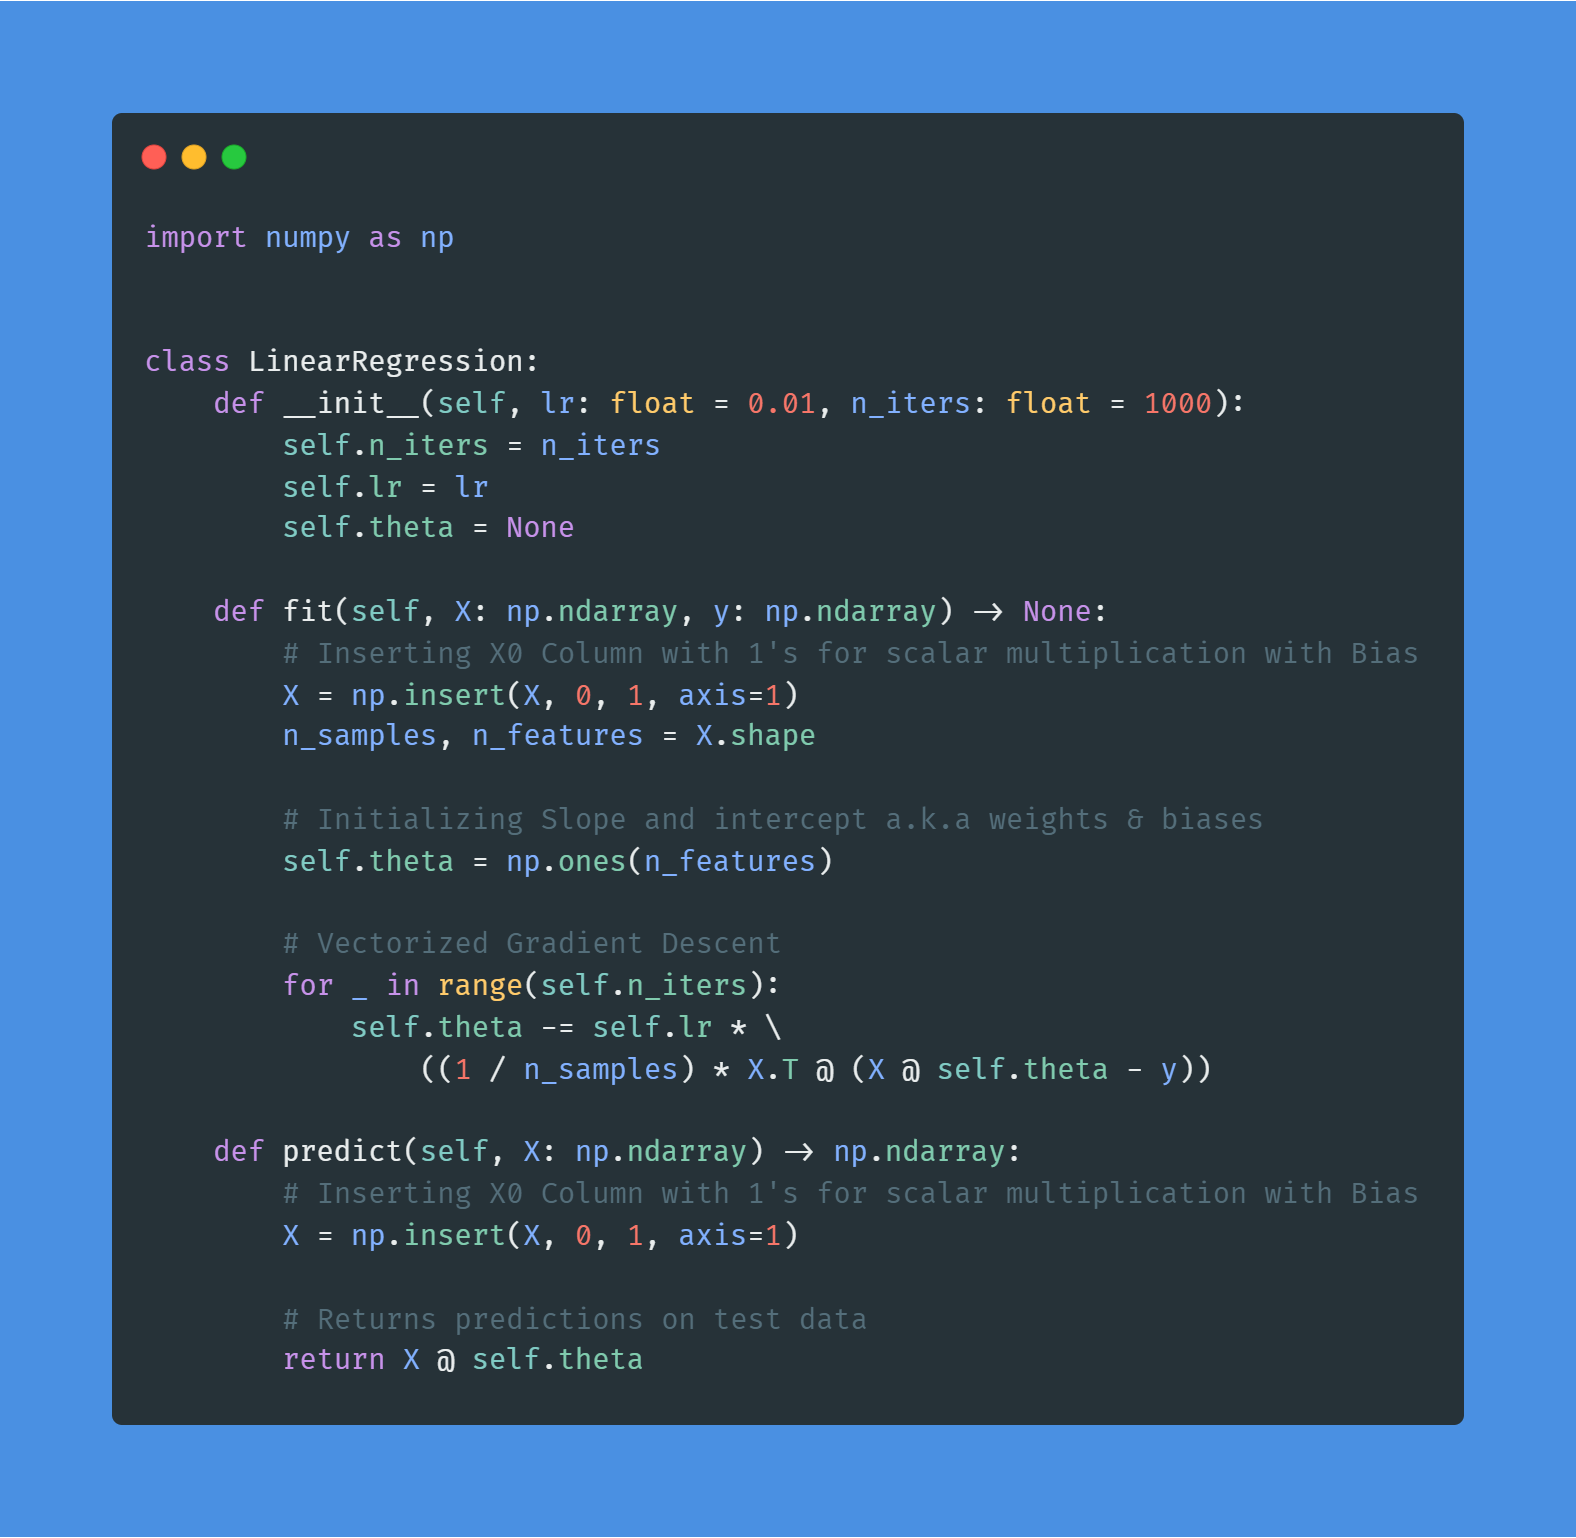 import numpy as np
class LinearRegression:
    def __init__(self, lr: float = 0.01, n_iters: float = 1000):
        self.n_iters = n_iters
        self.lr = lr
        self.theta = None
    def fit(self, X: np.ndarray, y: np.ndarray) -> None:
        # Inserting X0 Column with 1's for scalar multiplication with Bias
        X = np.insert(X, 0, 1, axis=1)
        n_samples, n_features = X.shape
        # Initializing Slope and intercept a.k.a weights & biases
        self.theta = np.ones(n_features)
        # Vectorized Gradient Descent
        for _ in range(self.n_iters):
            self.theta -= self.lr * \
                ((1 / n_samples) * X.T @ (X @ self.theta - y))
    def predict(self, X: np.ndarray) -> np.ndarray:
        # Inserting X0 Column with 1's for scalar multiplication with Bias
        X = np.insert(X, 0, 1, axis=1)
        # Returns predictions on test data
        return X @ self.theta